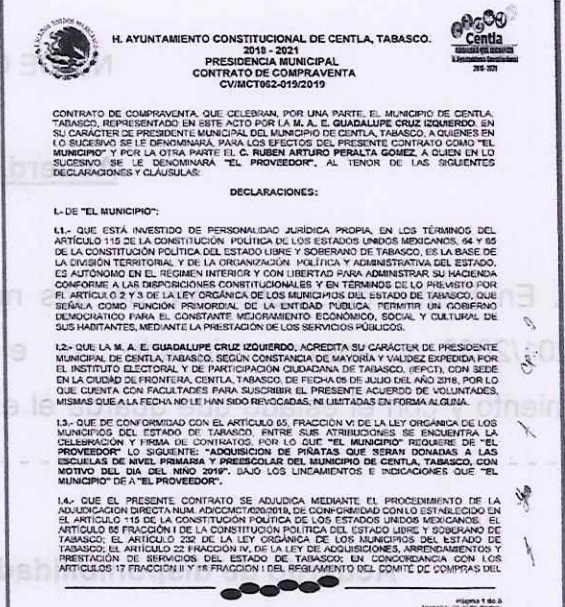 H. AYUNTAMIENTO CONSTITUCIONAL DE CENTLA, TABASCO.
2018 - 2021
PRESIDENCIA MUNICIPAL
CONTRATO DE COMPRAVENTA
CV/MCT062-019/2019
Centla
2018-2021
CONTRATO DE COMPRAVENTA, QUE CELEBRAN, POR UNA PARTE, EL MUNICIPIO DE CENTLA,
TABASCO, REPRESENTADO EN ESTE ACTO POR LA M. A. E. GUADALUPE CRUZ IZQUIERDO, EN
SU CARÁCTER DE PRESIDENTE MUNICIPAL DEL MUNICIPIO DE CENTLA, TABASCO, A QUIENES EN
LO SUCESIVO SE LE DENOMINARÁ, PARA LOS EFECTOS DEL PRESENTE CONTRATO COMO "EL
MUNICIPIO" Y POR LA OTRA PARTE EL C. RUBEN ARTURO PERALTA GOMEZ, A QUIEN EN LO
SUCESIVO SE LE DENOMINARÁ "EL PROVEEDOR", AL TENOR DE LAS SIGUIENTES
DECLARACIONES Y CLÁUSULAS:
DECLARACIONES:
I.- DE "EL MUNICIPIO":
I.1.- QUE ESTÁ INVESTIDO DE PERSONALIDAD JURÍDICA PROPIA, EN LOS TÉRMINOS DEL
ARTÍCULO 115 DE LA CONSTITUCIÓN POLÍTICA DE LOS ESTADOS UNIDOS MEXICANOS, 64 Y 65
DE LA CONSTITUCIÓN POLÍTICA DEL ESTADO LIBRE Y SOBERANO DE TABASCO, ES LA BASE DE
LA DIVISIÓN TERRITORIAL Y DE LA ORGANIZACIÓN POLÍTICA Y ADMINISTRATIVA DEL ESTADO,
ES AUTÓNOMO EN EL RÉGIMEN INTERIOR Y CON LIBERTAD PARA ADMINISTRAR SU HACIENDA
CONFORME A LAS DISPOSICIONES CONSTITUCIONALES Y EN TÉRMINOS DE LO PREVISTO POR
EL ARTÍCULO 2 Y 3 DE LA LEY ORGÁNICA DE LOS MUNICIPIOS DEL ESTADO DE TABASCO, QUE
SEÑALA COMO FUNCIÓN PRIMORDIAL DE LA ENTIDAD PÚBLICA, PERMITIR UN GOBIERNO
DEMOCRÁTICO PARA EL CONSTANTE MEJORAMIENTO ECONÓMICO, SOCIAL Y CULTURAL DE
SUS HABITANTES, MEDIANTE LA PRESTACIÓN DE LOS SERVICIOS PÚBLICOS.
I.2.- QUE LA M. A. E. GUADALUPE CRUZ IZQUIERDO, ACREDITA SU CARÁCTER DE PRESIDENTE
MUNICIPAL DE CENTLA, TABASCO, SEGÚN CONSTANCIA DE MAYORÍA Y VALIDEZ EXPEDIDA POR
EL INSTITUTO ELECTORAL Y DE PARTICIPACIÓN CIUDADANA DE TABASCO, (IEPCT), CON SEDE
EN LA CIUDAD DE FRONTERA, CENTLA, TABASCO, DE FECHA 05 DE JULIO DEL AÑO 2018, POR LO
QUE CUENTA CON FACULTADES PARA SUSCRIBIR EL PRESENTE ACUERDO DE VOLUNTADES,
MISMAS QUE A LA FECHA NO LE HAN SIDO REVOCADAS, NI LIMITADAS EN FORMA ALGUNA.
I.3.- QUE DE CONFORMIDAD CON EL ARTÍCULO 65, FRACCIÓN VI DE LA LEY ORGÁNICA DE LOS
MUNICIPIOS DEL ESTADO DE TABASCO, ENTRE SUS ATRIBUCIONES SE ENCUENTRA LA
CELEBRACIÓN Y FIRMA DE CONTRATOS, POR LO QUE "EL MUNICIPIO" REQUIERE DE "EL
PROVEEDOR" LO SIGUIENTE: "ADQUISICION DE PIÑATAS QUE SERAN DONADAS A LAS
ESCUELAS DE NIVEL PRIMARIA Y PREESCOLAR DEL MUNICIPIO DE CENTLA, TABASCO, CON
MOTIVO DEL DIA DEL NIÑO 2019". BAJO LOS LINEAMIENTOS E INDICACIONES QUE "EL
MUNICIPIO" DE A "EL PROVEEDOR".
I.4.- QUE EL PRESENTE CONTRATO SE ADJUDICA MEDIANTE EL PROCEDIMIENTO DE LA
ADJUDICACION DIRECTA NUM. AD/CCMCT/020/2019, DE CONFORMIDAD CON LO ESTABLECIDO EN
EL ARTÍCULO 115 DE LA CONSTITUCIÓN POLÍTICA DE LOS ESTADOS UNIDOS MEXICANOS; EL
ARTÍCULO 65 FRACCIÓN I DE LA CONSTITUCIÓN POLÍTICA DEL ESTADO LIBRE Y SOBERANO DE
TABASCO; EL ARTÍCULO 232 DE LA LEY ORGÁNICA DE LOS MUNICIPIOS DEL ESTADO DE
TABASCO; EL ARTÍCULO 22 FRACCIÓN IV, DE LA LEY DE ADQUISICIONES, ARRENDAMIENTOS Y
PRESTACIÓN DE SERVICIOS DEL ESTADO DE TABASCO; EN CONCORDANCIA CON LOS
ARTÍCULOS 17 FRACCIÓN II Y 18 FRACCIÓN I DEL REGLAMENTO DEL COMITÉ DE COMPRAS DEL
Página 1 de 5